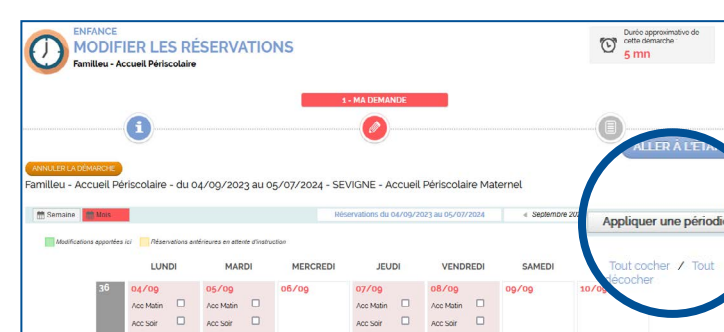 ENFANCE
MODIFIER LES RÉSERVATIONS
Familleu - Accueil Périscolaire
Durée approximative de
cette démarche
5 mn
1 - MA DEMANDE
ALLER À L'ÉTA
ANNULER LA DÉMARCHE
Familleu - Accueil Périscolaire - du 04/09/2023 au 05/07/2024 - SEVIGNE - Accueil Périscolaire Maternel
Semaine Mois Réservations du 04/09/2023 au 05/07/2024 Septembre 20
Appliquer une périodi
Modifications apportées ici Réservations antérieures en attente d'instruction
Tout cocher / Tout
décocher
LUNDI MARDI MERCREDI JEUDI VENDREDI SAMEDI
36 04/09 05/09 06/09 07/09 08/09 09/09 10/09
Acc Matin Acc Matin Acc Matin Acc Matin
Acc Soir Acc Soir Acc Soir Acc Soir